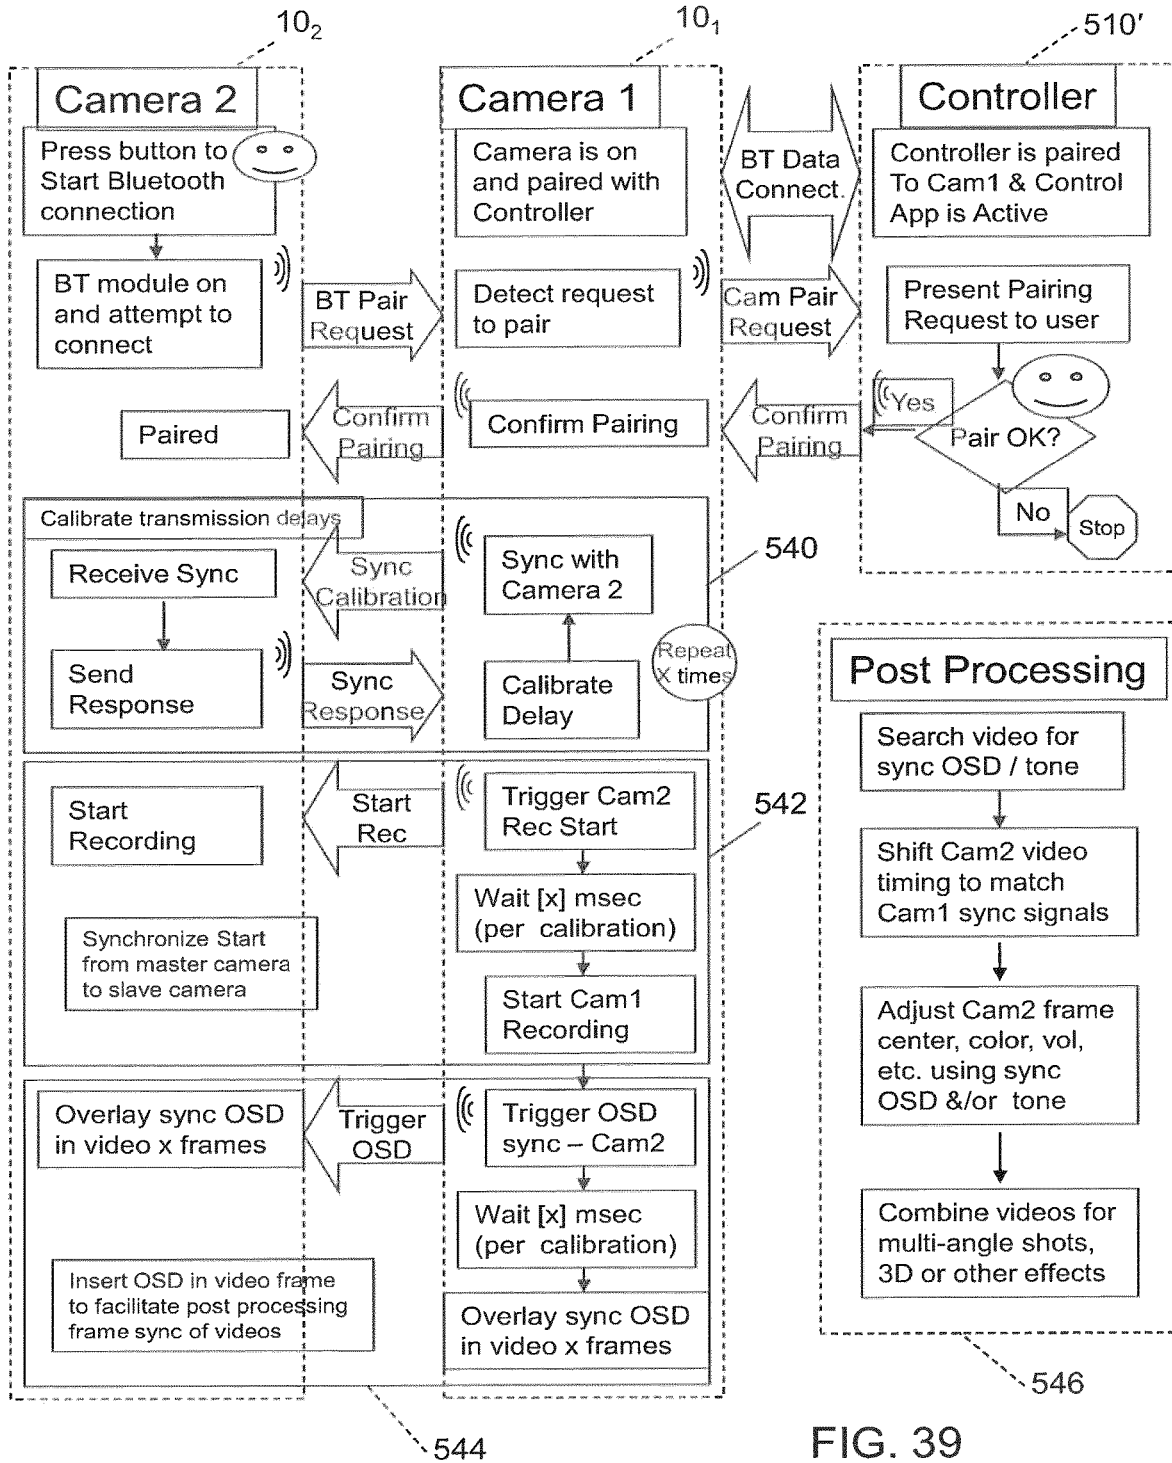 10₂
10₁
510′
Camera 2
Press button to
Start Bluetooth
connection
BT module on
and attempt to
connect
BT Pair
Request
Camera 1
Camera is on
and paired with
Controller
BT Data
Connect.
Controller
Controller is paired
To Cam1 & Control
App is Active
Detect request
to pair
Cam Pair
Request
Present Pairing
Request to user
Yes
Pair OK?
No
Stop
Confirm
Pairing
Confirm Pairing
Confirm
Pairing
Paired
Calibrate transmission delays
Receive Sync
Sync
Calibration
Sync with
Camera 2
540
Send
Response
Sync
Response
Calibrate
Delay
Repeat
X times
Start
Recording
Start
Rec
Trigger Cam2
Rec Start
542
Wait [x] msec
(per calibration)
Synchronize Start
from master camera
to slave camera
Start Cam1
Recording
Overlay sync OSD
in video x frames
Trigger
OSD
Trigger OSD
sync – Cam2
Wait [x] msec
(per calibration)
Insert OSD in video frame
to facilitate post processing
frame sync of videos
Overlay sync OSD
in video x frames
544
Post Processing
Search video for
sync OSD / tone
Shift Cam2 video
timing to match
Cam1 sync signals
Adjust Cam2 frame
center, color, vol,
etc. using sync
OSD &/or tone
Combine videos for
multi-angle shots,
3D or other effects
546
FIG. 39